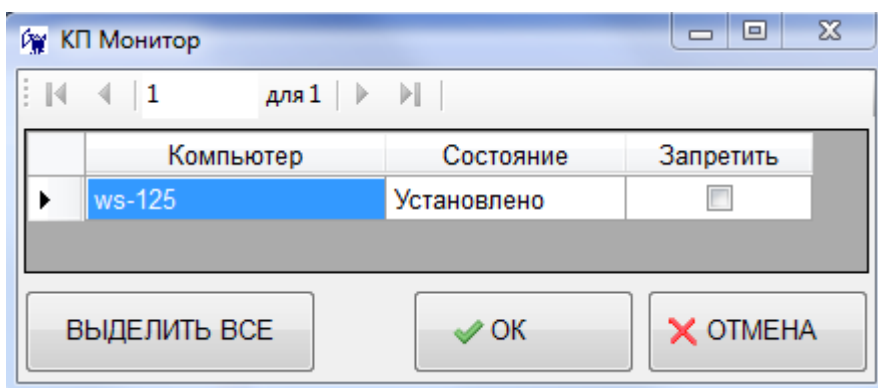 КП Монитор
1 для 1
Компьютер Состояние Запретить
ws-125 Установлено
ВЫДЕЛИТЬ ВСЕ ОК ОТМЕНА